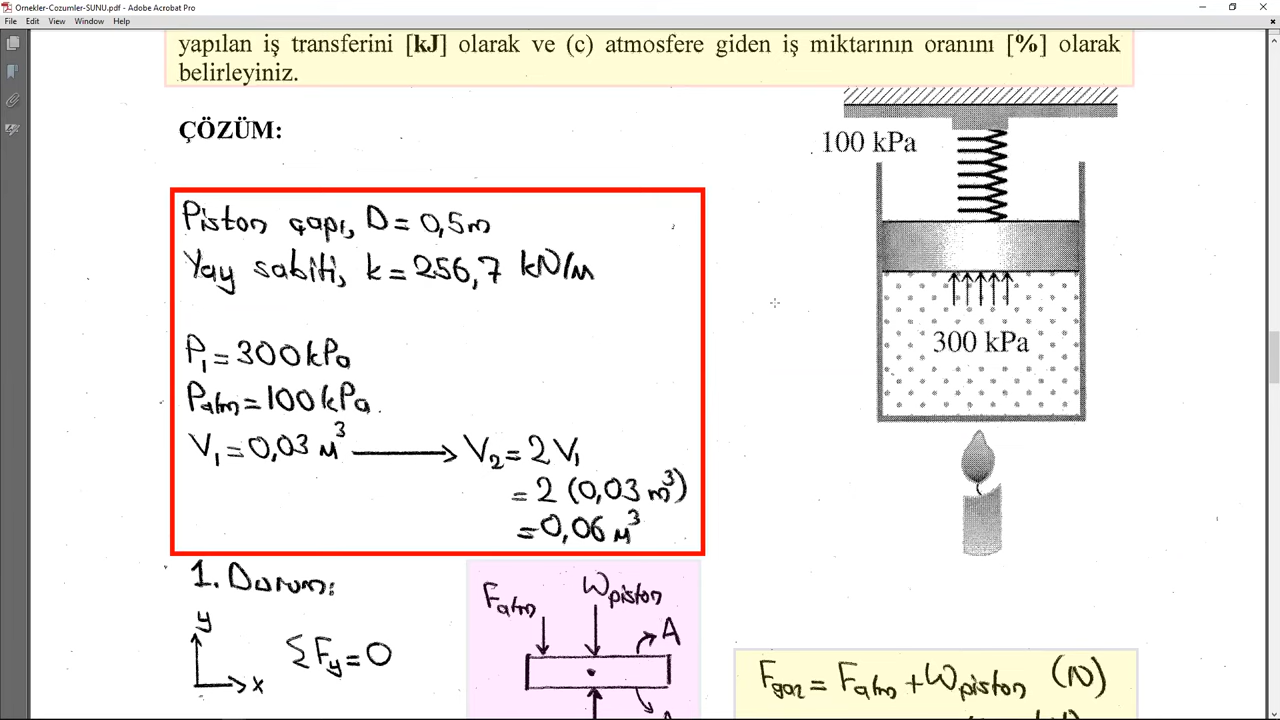 Ornekler-Cozumler-SUNU.pdf - Adobe Acrobat Pro
File Edit View Window Help
yapılan iş transferini [kJ] olarak ve (c) atmosfere giden iş miktarının oranını [%] olarak
belirleyiniz.
ÇÖZÜM:
100 kPa
300 kPa
Piston çapı, D = 0,5m
Yay sabiti, k = 256,7 kN/m
P₁ = 300 kPa
Patm = 100 kPa.
V₁ = 0,03 m³ → V₂ = 2 V₁
= 2 (0,03 m³)
= 0,06 m³
1. Durum:
y
x
ΣFy = 0
Fatm
Wpiston
A
Fgaz = Fatm + Wpiston (N)